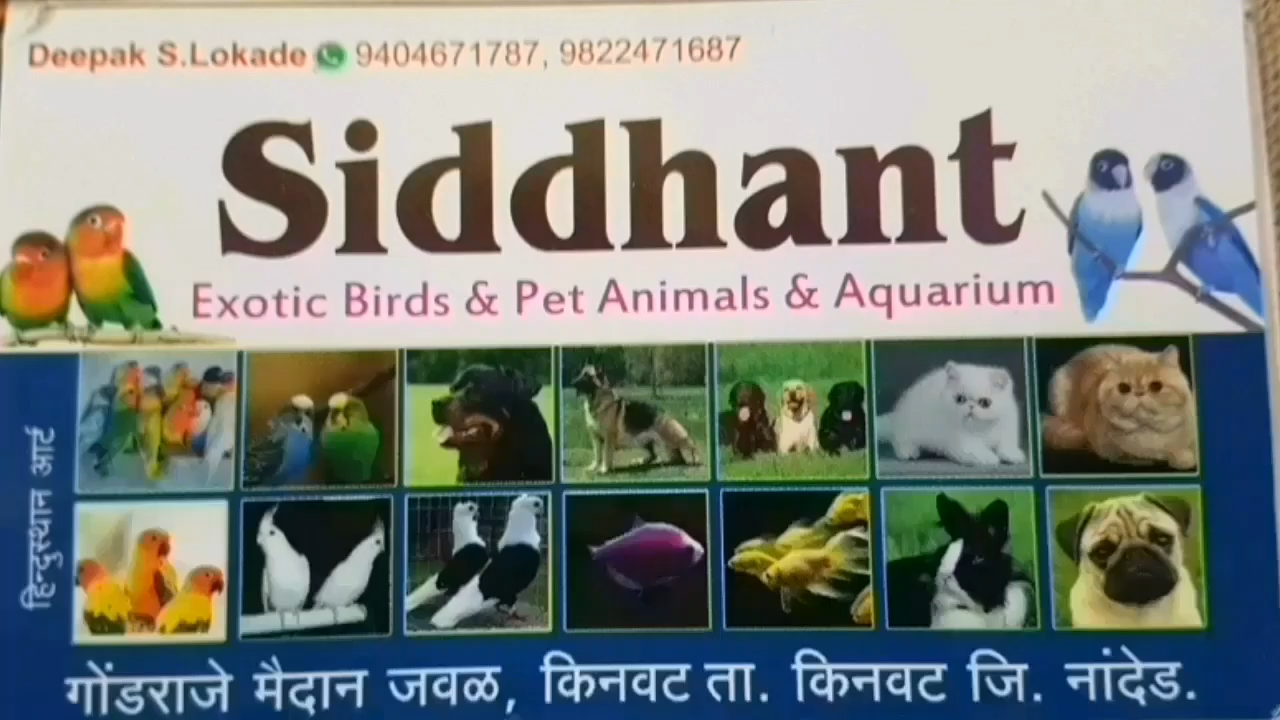 Deepak S.Lokade 9404671787, 9822471687
Siddhant
Exotic Birds & Pet Animals & Aquarium
हिन्दुस्थान आर्ट
गोंडराजे मैदान जवळ, किनवट ता. किनवट जि. नांदेड.